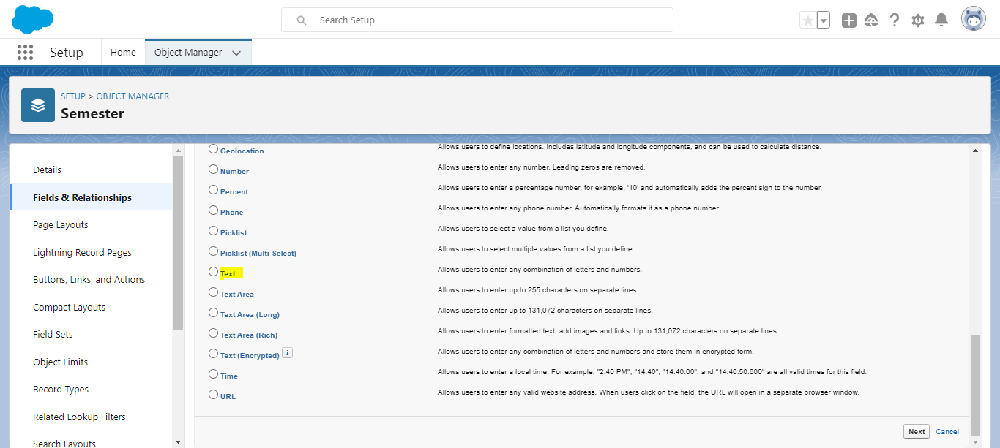 Search Setup
Setup
Home
Object Manager
SETUP > OBJECT MANAGER
Semester
Details
Fields & Relationships
Page Layouts
Lightning Record Pages
Buttons, Links, and Actions
Compact Layouts
Field Sets
Object Limits
Record Types
Related Lookup Filters
Search Layouts
Geolocation Allows users to define locations. Includes latitude and longitude components, and can be used to calculate distance.
Number Allows users to enter any number. Leading zeros are removed.
Percent Allows users to enter a percentage number, for example, '10' and automatically adds the percent sign to the number.
Phone Allows users to enter any phone number. Automatically formats it as a phone number.
Picklist Allows users to select a value from a list you define.
Picklist (Multi-Select) Allows users to select multiple values from a list you define.
Text Allows users to enter any combination of letters and numbers.
Text Area Allows users to enter up to 255 characters on separate lines.
Text Area (Long) Allows users to enter up to 131,072 characters on separate lines.
Text Area (Rich) Allows users to enter formatted text, add images and links. Up to 131,072 characters on separate lines.
Text (Encrypted) i Allows users to enter any combination of letters and numbers and store them in encrypted form.
Time Allows users to enter a local time. For example, "2:40 PM", "14:40", "14:40:00", and "14:40:50.600" are all valid times for this field.
URL Allows users to enter any valid website address. When users click on the field, the URL will open in a separate browser window.
Next Cancel